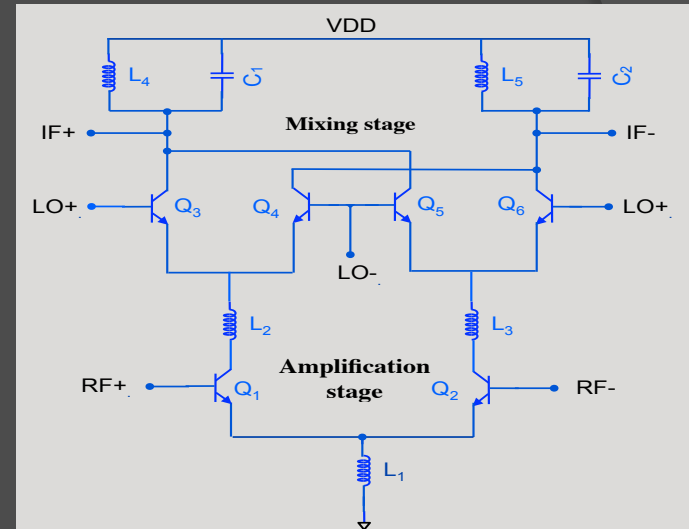 VDD
L4 C1 L5 C2
IF+ Mixing stage IF-
LO+ Q3 Q4 Q5 Q6 LO+
LO-
L2 L3
Amplification
stage
RF+ Q1 Q2 RF-
L1